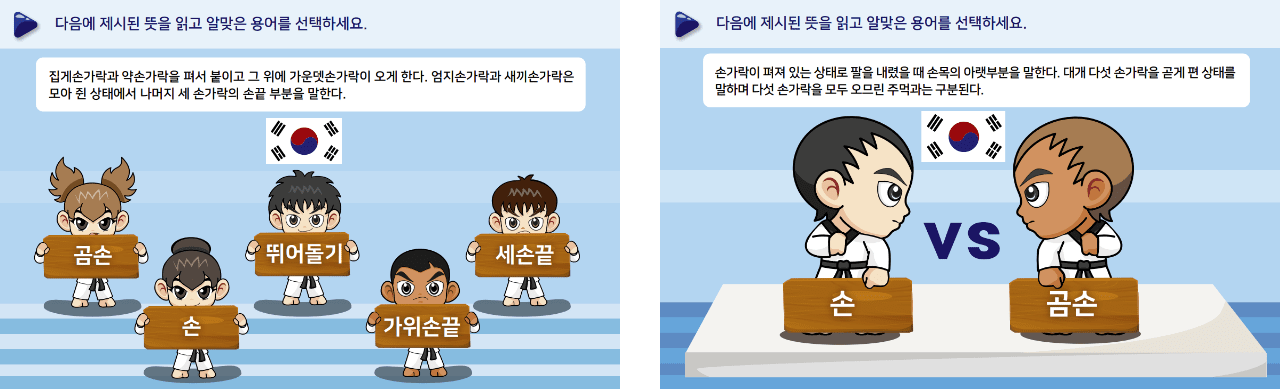 다음에 제시된 뜻을 읽고 알맞은 용어를 선택하세요.
집게손가락과 약손가락을 펴서 붙이고 그 위에 가운뎃손가락이 오게 한다. 엄지손가락과 새끼손가락은
모아 쥔 상태에서 나머지 세 손가락의 손끝 부분을 말한다.
곰손
뛰어돌기
세손끝
손
가위손끝
다음에 제시된 뜻을 읽고 알맞은 용어를 선택하세요.
손가락이 펴져 있는 상태로 팔을 내렸을 때 손목의 아랫부분을 말한다. 대개 다섯 손가락을 곧게 편 상태를
말하며 다섯 손가락을 모두 오므린 주먹과는 구분된다.
VS
손
곰손